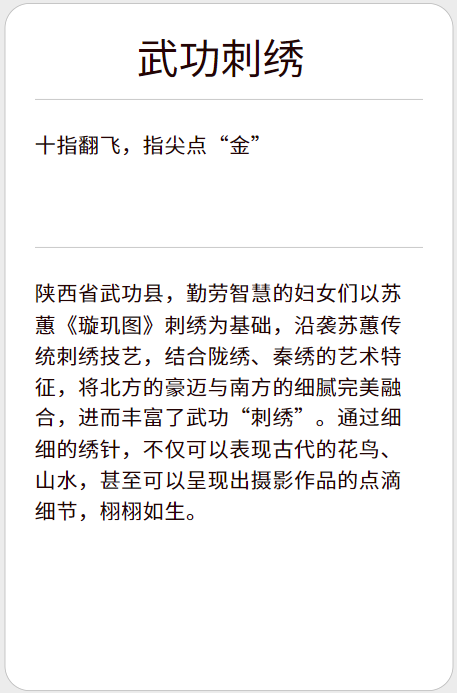 武功刺绣
十指翻飞，指尖点“金”
陕西省武功县，勤劳智慧的妇女们以苏
蕙《璇玑图》刺绣为基础，沿袭苏蕙传
统刺绣技艺，结合陇绣、秦绣的艺术特
征，将北方的豪迈与南方的细腻完美融
合，进而丰富了武功“刺绣”。通过细
细的绣针，不仅可以表现古代的花鸟、
山水，甚至可以呈现出摄影作品的点滴
细节，栩栩如生。